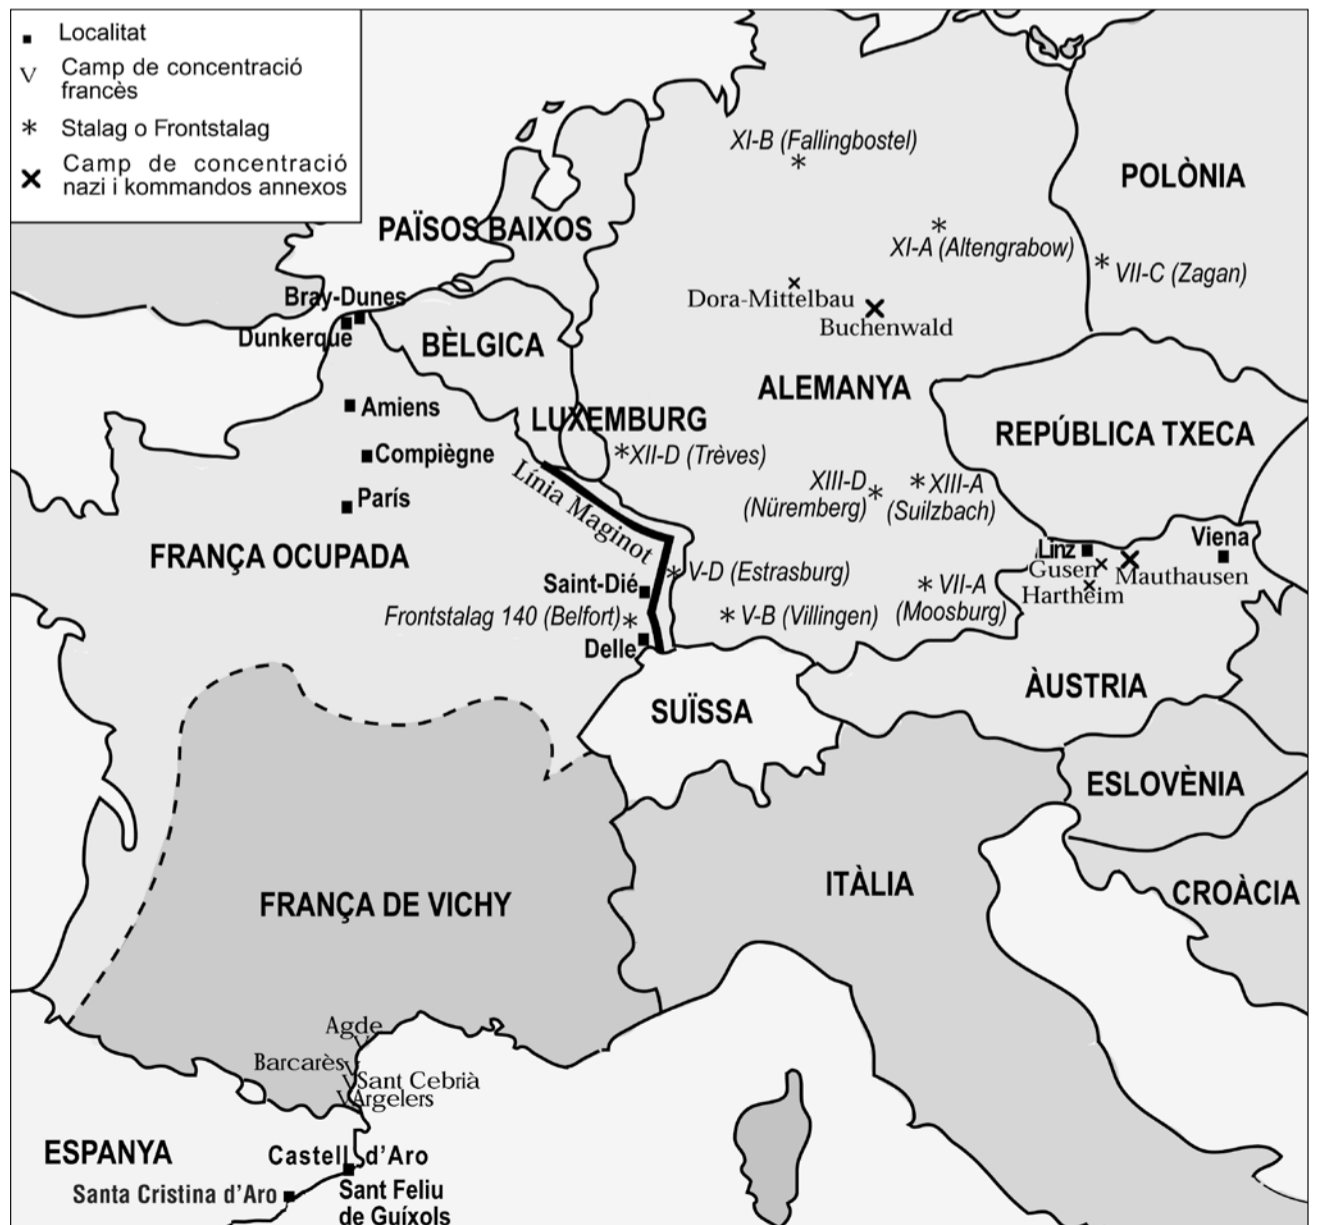 Localitat
Camp de concentració
francès
Stalag o Frontstalag
Camp de concentració
nazi i kommandos annexos
XI-B (Fallingbostel)
POLÒNIA
PAÏSOS BAIXOS
XI-A (Altengrabow)
VII-C (Zagan)
Bray-Dunes
Dora-Mittelbau
Buchenwald
Dunkerque
BÈLGICA
ALEMANYA
Amiens
LUXEMBURG
REPÚBLICA TXECA
Compiègne
XII-D (Trèves)
Línia Maginot
XIII-D
(Nüremberg)
XIII-A
(Suilzbach)
París
FRANÇA OCUPADA
Viena
Linz
Gusen
Mauthausen
Hartheim
Saint-Dié
V-D (Estrasburg)
VII-A
(Moosburg)
Frontstalag 140 (Belfort)
V-B (Villingen)
Delle
ÀUSTRIA
SUÏSSA
ESLOVÈNIA
ITÀLIA
CROÀCIA
FRANÇA DE VICHY
Agde
Barcarès
Sant Cebrià
Argelers
ESPANYA
Castell d'Aro
Santa Cristina d'Aro
Sant Feliu
de Guíxols